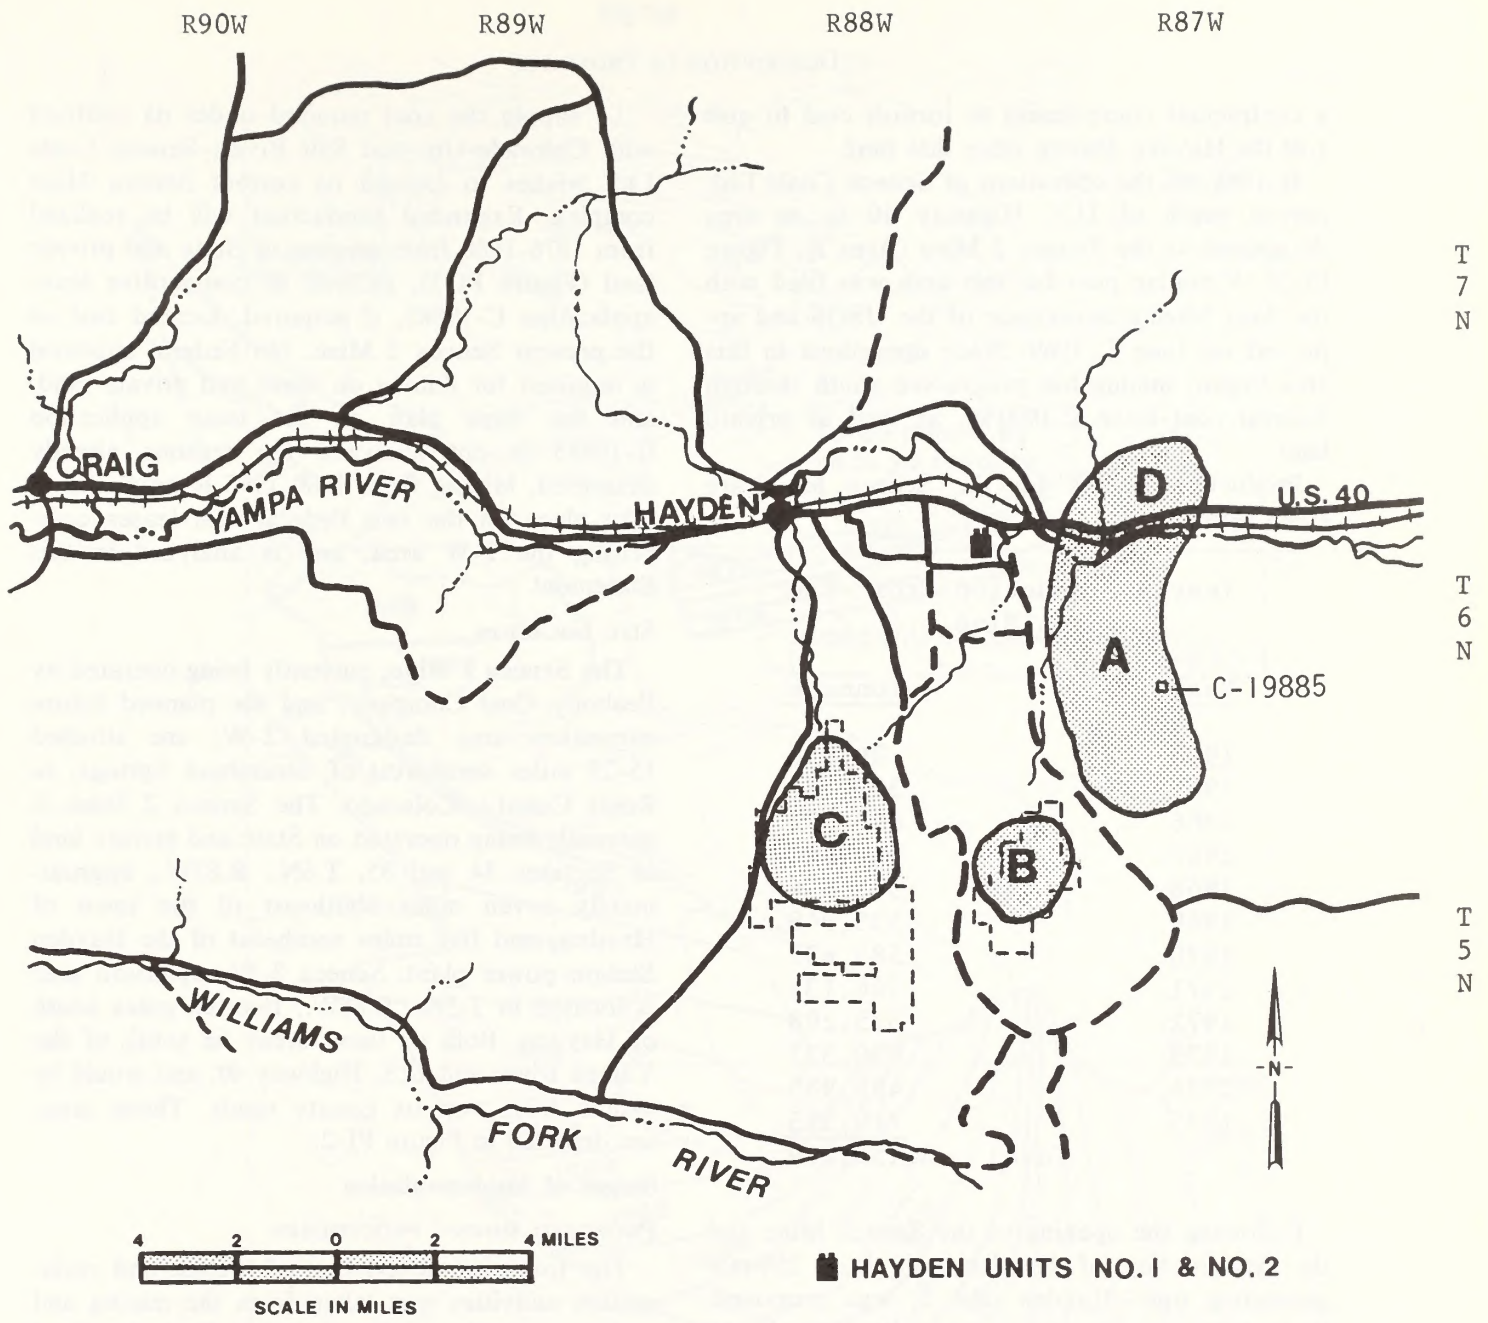 R90W R89W R88W R87W
T
7
N
CRAIG
YAMPA RIVER
HAYDEN
D
U.S. 40
T
6
N
A
C-19885
C
B
T
5
N
WILLIAMS
FORK
RIVER
-N-
4 2 0 2 4 MILES
SCALE IN MILES
HAYDEN UNITS NO. 1 & NO. 2